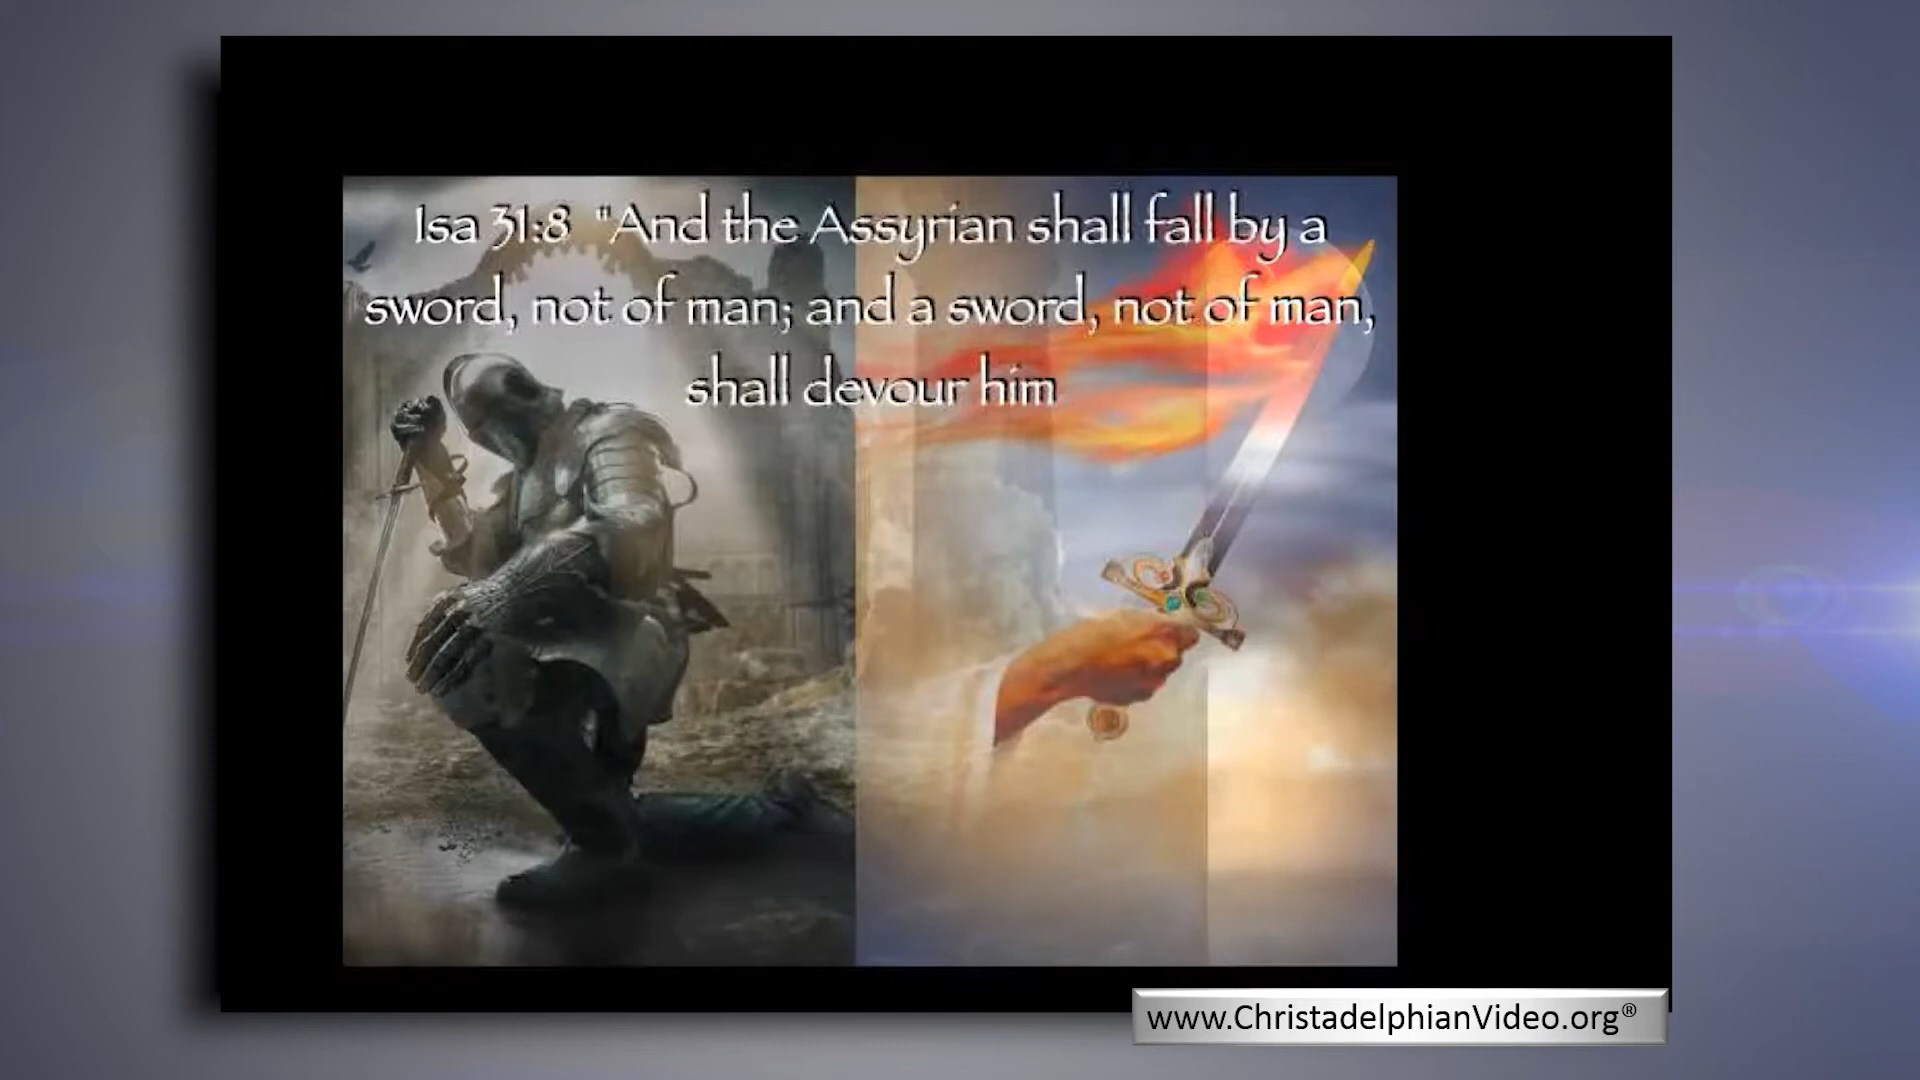 Isa 31:8 "And the Assyrian shall fall by a
sword, not of man; and a sword, not of man,
shall devour him
www.ChristadelphianVideo.org®